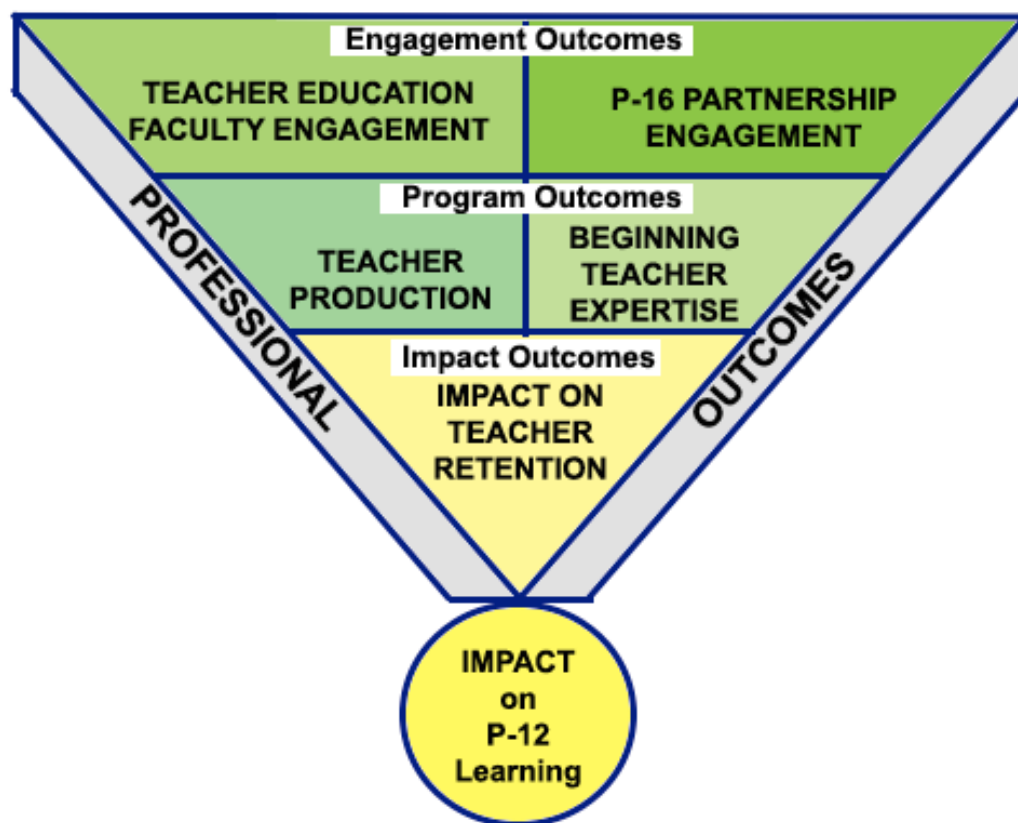 Engagement Outcomes
TEACHER EDUCATION
FACULTY ENGAGEMENT
P-16 PARTNERSHIP
ENGAGEMENT
Program Outcomes
TEACHER
PRODUCTION
BEGINNING
TEACHER
EXPERTISE
Impact Outcomes
IMPACT ON
TEACHER
RETENTION
PROFESSIONAL
OUTCOMES
IMPACT
on
P-12
Learning